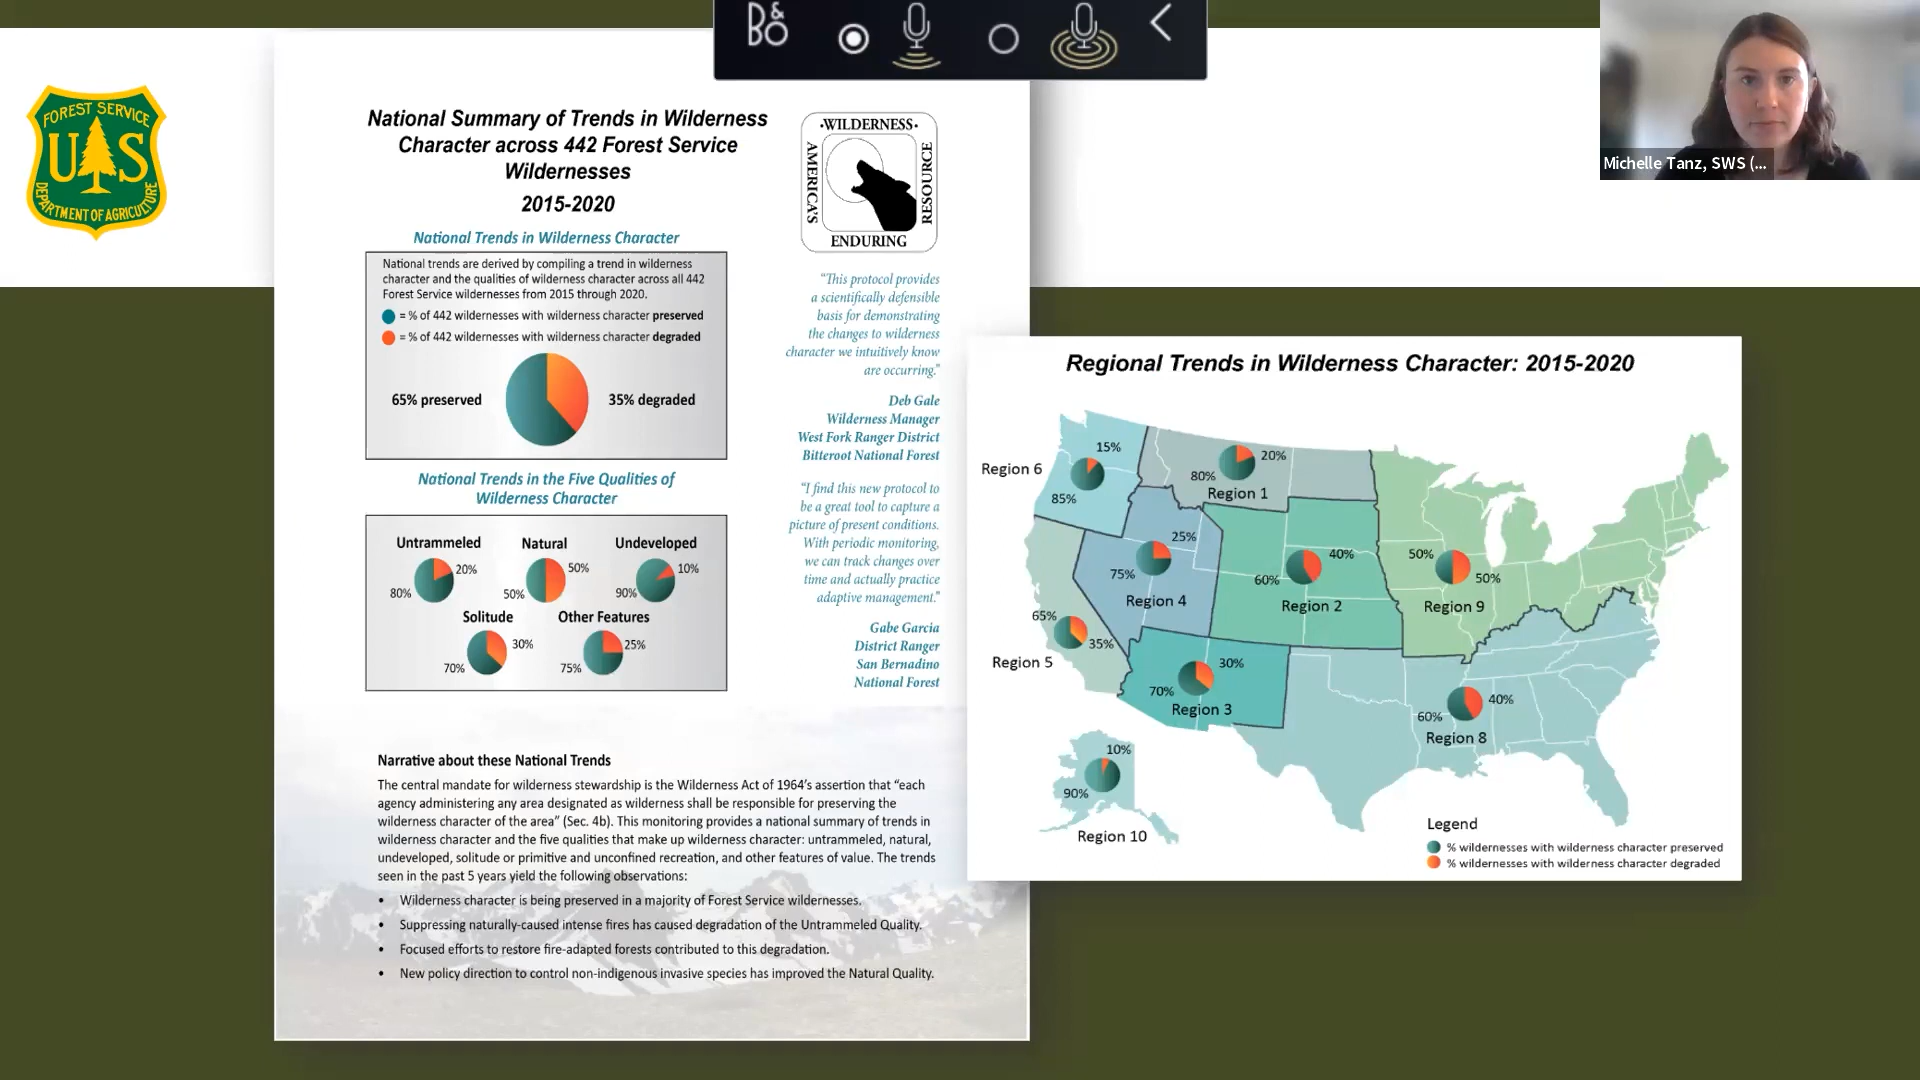 B&O
FOREST SERVICE
U S
DEPARTMENT OF AGRICULTURE
Michelle Tanz, SWS (...
National Summary of Trends in Wilderness
Character across 442 Forest Service
Wildernesses
2015-2020
·WILDERNESS·
AMERICA'S
RESOURCE
ENDURING
National Trends in Wilderness Character
National trends are derived by compiling a trend in wilderness
character and the qualities of wilderness character across all 442
Forest Service wildernesses from 2015 through 2020.
= % of 442 wildernesses with wilderness character preserved
= % of 442 wildernesses with wilderness character degraded
65% preserved
35% degraded
National Trends in the Five Qualities of
Wilderness Character
Untrammeled
20%
80%
Natural
50%
50%
Undeveloped
10%
90%
Solitude
30%
70%
Other Features
25%
75%
“This protocol provides
a scientifically defensible
basis for demonstrating
the changes to wilderness
character we intuitively know
are occurring.”
Deb Gale
Wilderness Manager
West Fork Ranger District
Bitteroot National Forest
“I find this new protocol to
be a great tool to capture a
picture of present conditions.
With periodic monitoring,
we can track changes over
time and actually practice
adaptive management.”
Gabe Garcia
District Ranger
San Bernadino
National Forest
Narrative about these National Trends
The central mandate for wilderness stewardship is the Wilderness Act of 1964’s assertion that “each
agency administering any area designated as wilderness shall be responsible for preserving the
wilderness character of the area” (Sec. 4b). This monitoring provides a national summary of trends in
wilderness character and the five qualities that make up wilderness character: untrammeled, natural,
undeveloped, solitude or primitive and unconfined recreation, and other features of value. The trends
seen in the past 5 years yield the following observations:
• Wilderness character is being preserved in a majority of Forest Service wildernesses.
• Suppressing naturally-caused intense fires has caused degradation of the Untrammeled Quality.
• Focused efforts to restore fire-adapted forests contributed to this degradation.
• New policy direction to control non-indigenous invasive species has improved the Natural Quality.
Regional Trends in Wilderness Character: 2015-2020
Region 6
15%
85%
20%
80%
Region 1
25%
75%
Region 4
40%
60%
Region 2
50%
50%
Region 9
65%
35%
Region 5
30%
70%
Region 3
40%
60%
Region 8
10%
90%
Region 10
Legend
% wildernesses with wilderness character preserved
% wildernesses with wilderness character degraded